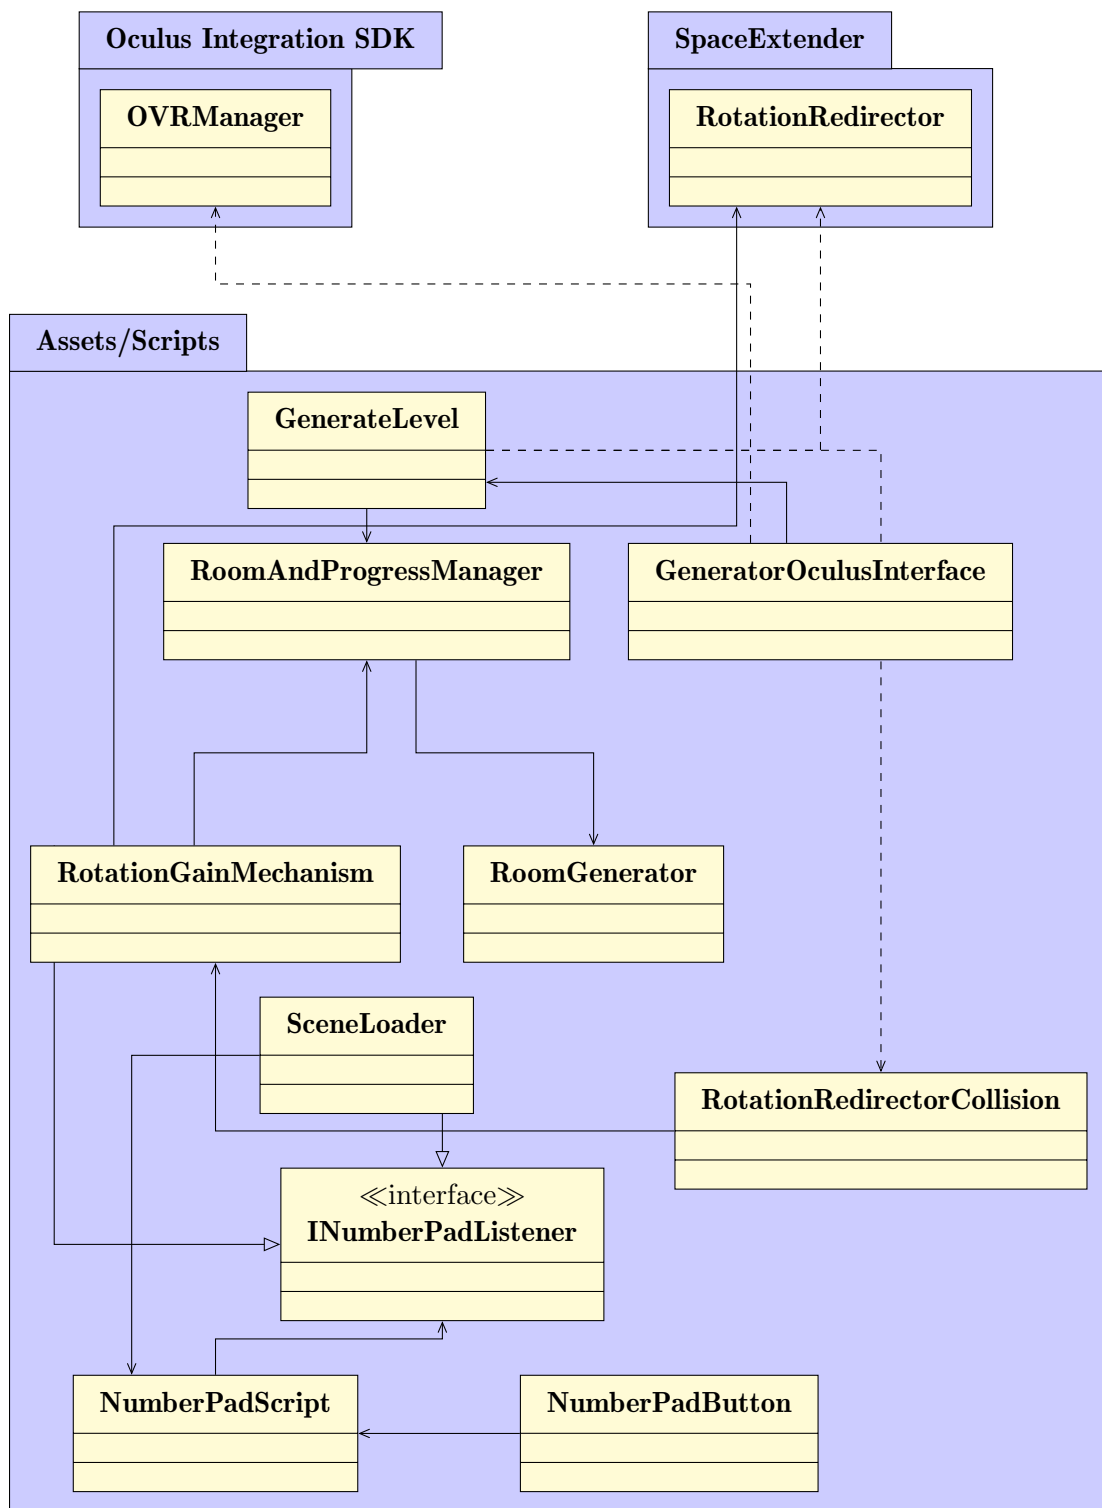 Oculus Integration SDK
SpaceExtender
OVRManager
RotationRedirector
Assets/Scripts
GenerateLevel
RoomAndProgressManager
GeneratorOculusInterface
RotationGainMechanism
RoomGenerator
SceneLoader
RotationRedirectorCollision
≪interface≫
INumberPadListener
NumberPadScript
NumberPadButton